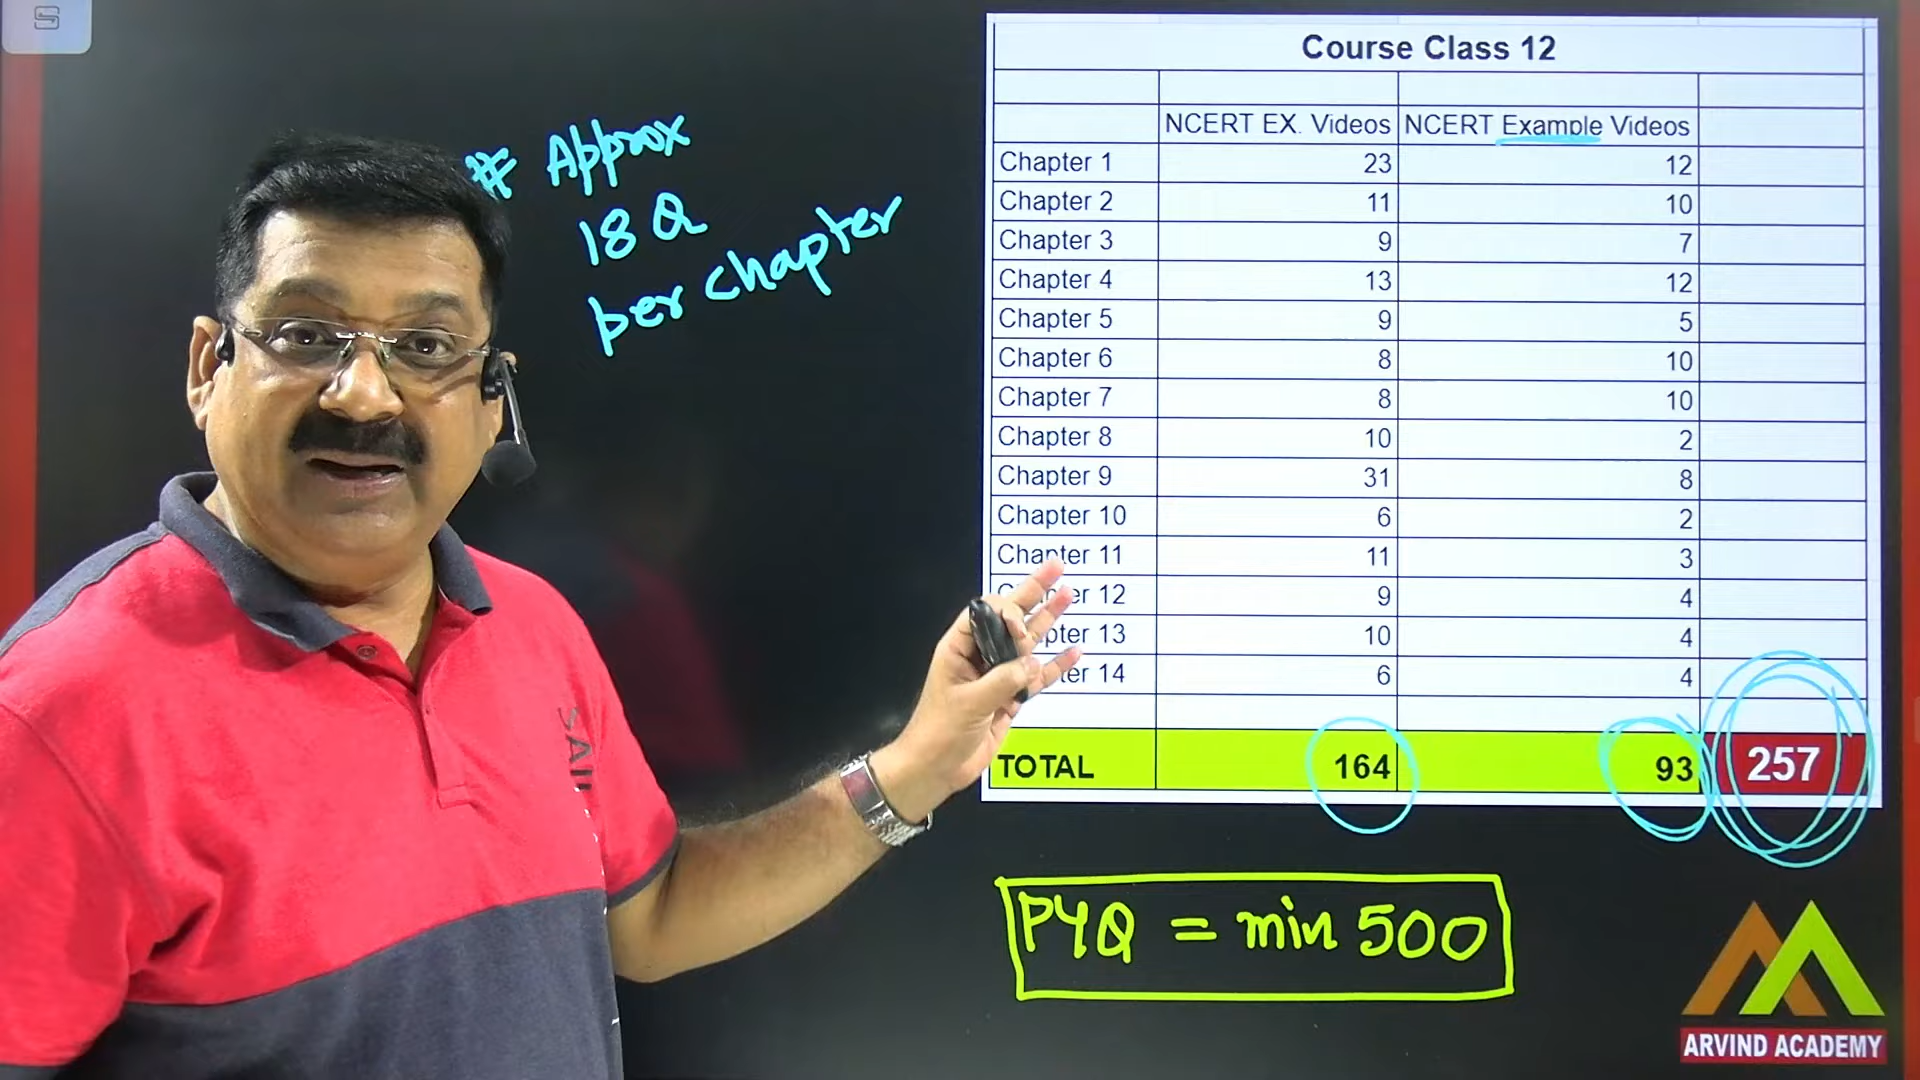 # Approx
18 Q
per chapter
Course Class 12
NCERT EX. Videos NCERT Example Videos
Chapter 1 23 12
Chapter 2 11 10
Chapter 3 9 7
Chapter 4 13 12
Chapter 5 9 5
Chapter 6 8 10
Chapter 7 8 10
Chapter 8 10 2
Chapter 9 31 8
Chapter 10 6 2
Chapter 11 11 3
12 9 4
13 10 4
14 6 4
TOTAL 164 93 257
PYQ = min 500
ARVIND ACADEMY